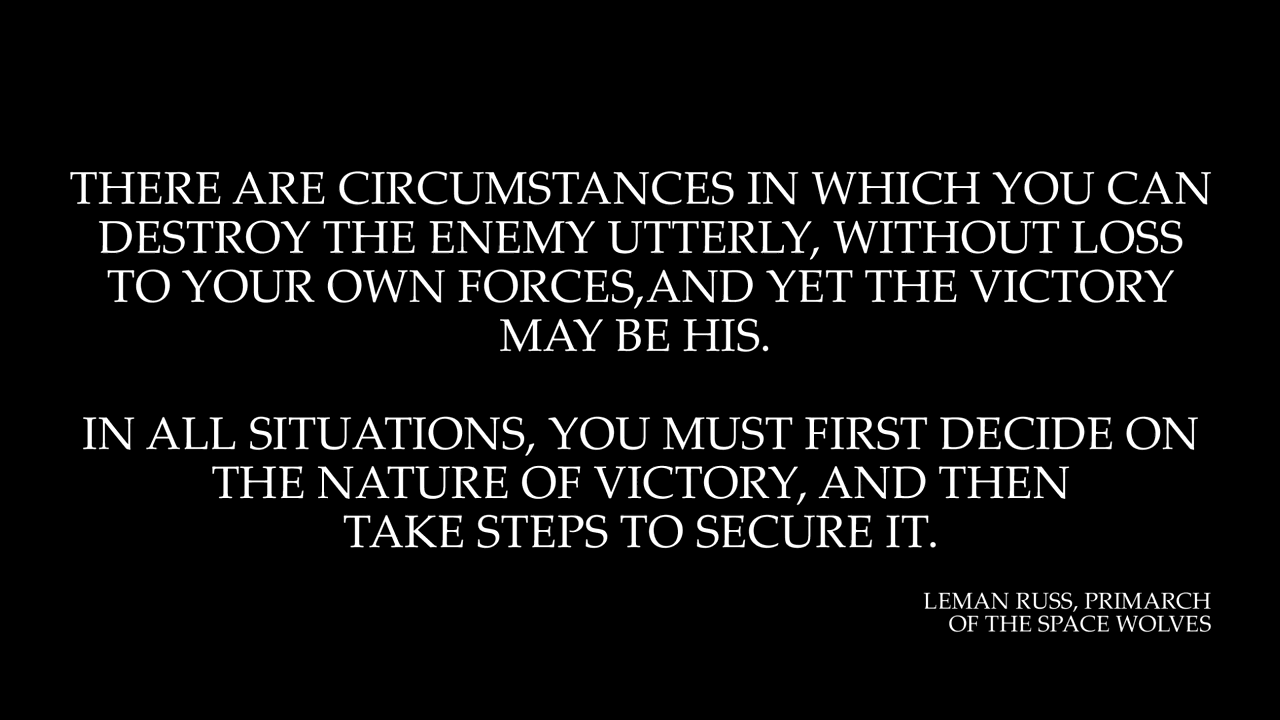 THERE ARE CIRCUMSTANCES IN WHICH YOU CAN
DESTROY THE ENEMY UTTERLY, WITHOUT LOSS
TO YOUR OWN FORCES,AND YET THE VICTORY
MAY BE HIS.
IN ALL SITUATIONS, YOU MUST FIRST DECIDE ON
THE NATURE OF VICTORY, AND THEN
TAKE STEPS TO SECURE IT.
LEMAN RUSS, PRIMARCH
OF THE SPACE WOLVES